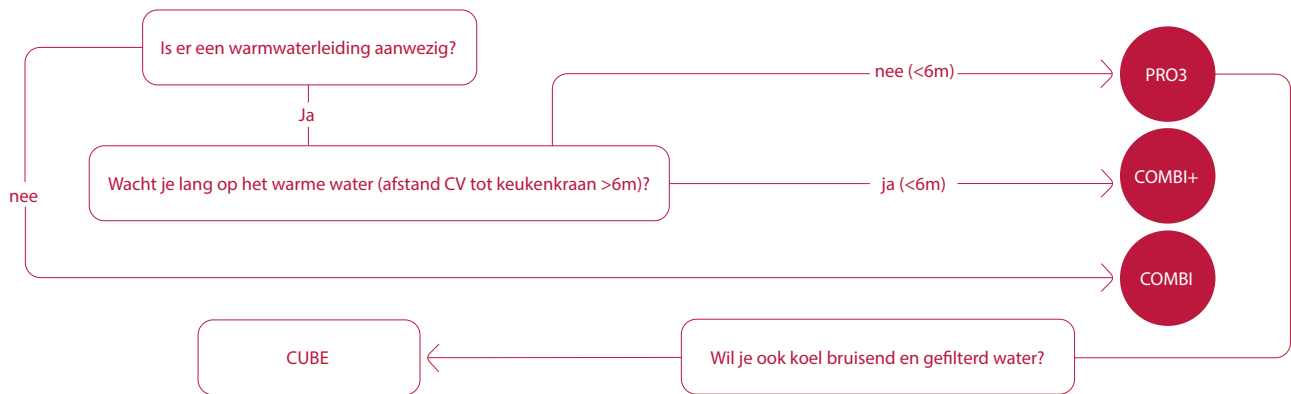 Is er een warmwaterleiding aanwezig?
nee (<6m)
PRO3
Ja
nee
Wacht je lang op het warme water (afstand CV tot keukenkraan >6m)?
ja (<6m)
COMBI+
COMBI
CUBE
Wil je ook koel bruisend en gefilterd water?